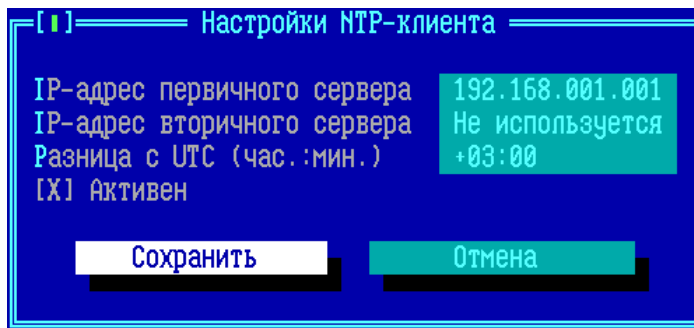 [▮] Настройки NTP-клиента
IP-адрес первичного сервера 192.168.001.001
IP-адрес вторичного сервера Не используется
Разница с UTC (час.:мин.) +03:00
[X] Активен
Сохранить Отмена